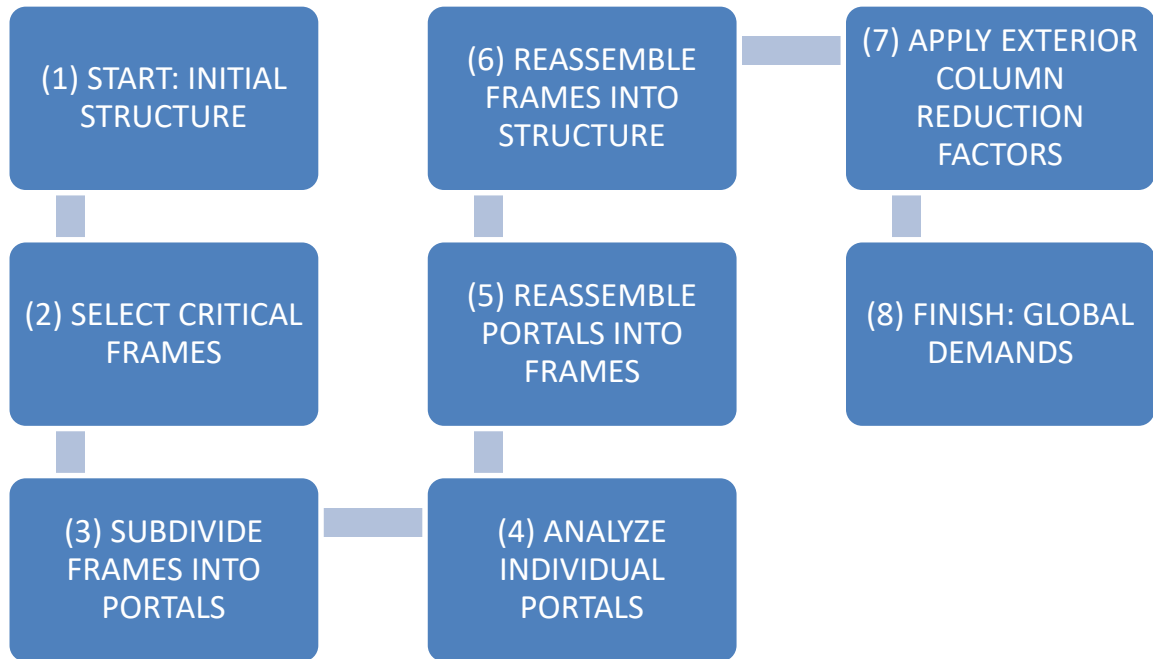 (1) START: INITIAL
STRUCTURE
(2) SELECT CRITICAL
FRAMES
(3) SUBDIVIDE
FRAMES INTO
PORTALS
(4) ANALYZE
INDIVIDUAL
PORTALS
(5) REASSEMBLE
PORTALS INTO
FRAMES
(6) REASSEMBLE
FRAMES INTO
STRUCTURE
(7) APPLY EXTERIOR
COLUMN
REDUCTION
FACTORS
(8) FINISH: GLOBAL
DEMANDS